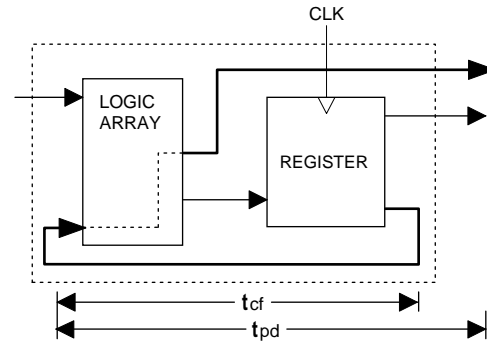 CLK
LOGIC
ARRAY
REGISTER
tcf
tpd